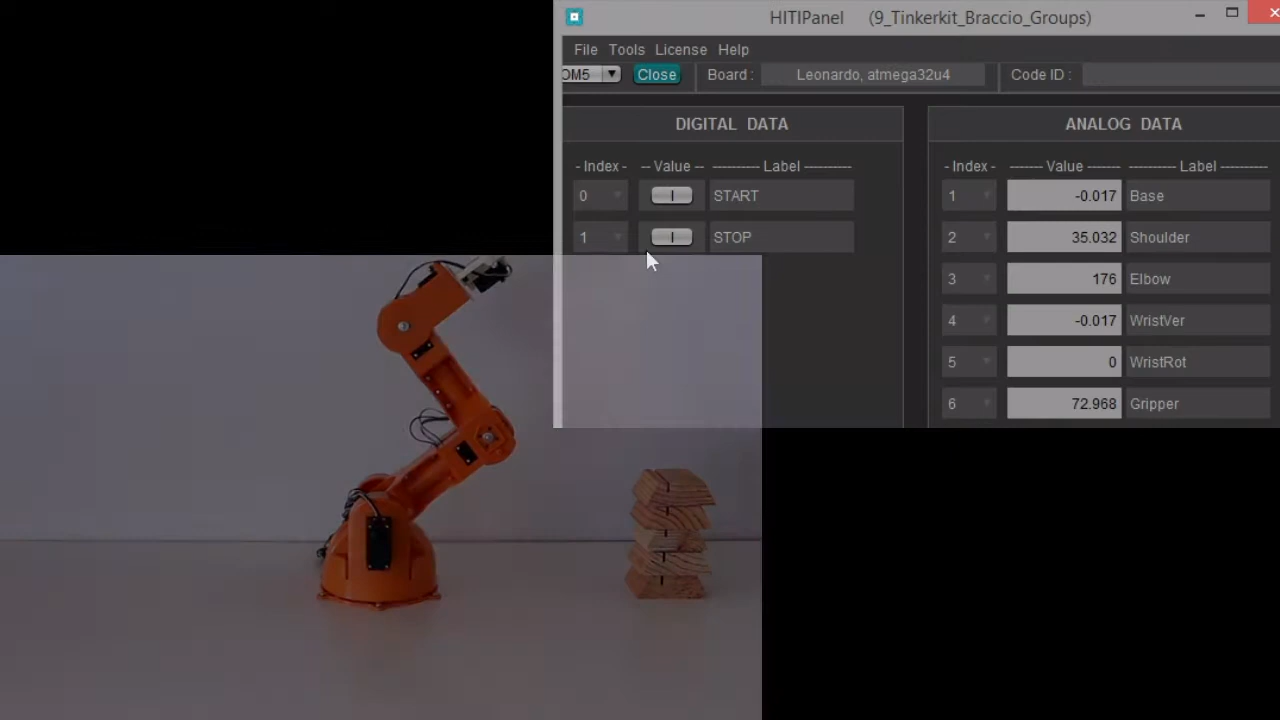 HITIPanel (9_Tinkerkit_Braccio_Groups)
File Tools License Help
OM5 Close Board : Leonardo, atmega32u4 Code ID :
DIGITAL DATA
- Index - -- Value -- ---------- Label ----------
0 START
1 STOP
ANALOG DATA
- Index - ------- Value ------- ---------- Label ----------
1 -0.017 Base
2 35.032 Shoulder
3 176 Elbow
4 -0.017 WristVer
5 0 WristRot
6 72.968 Gripper